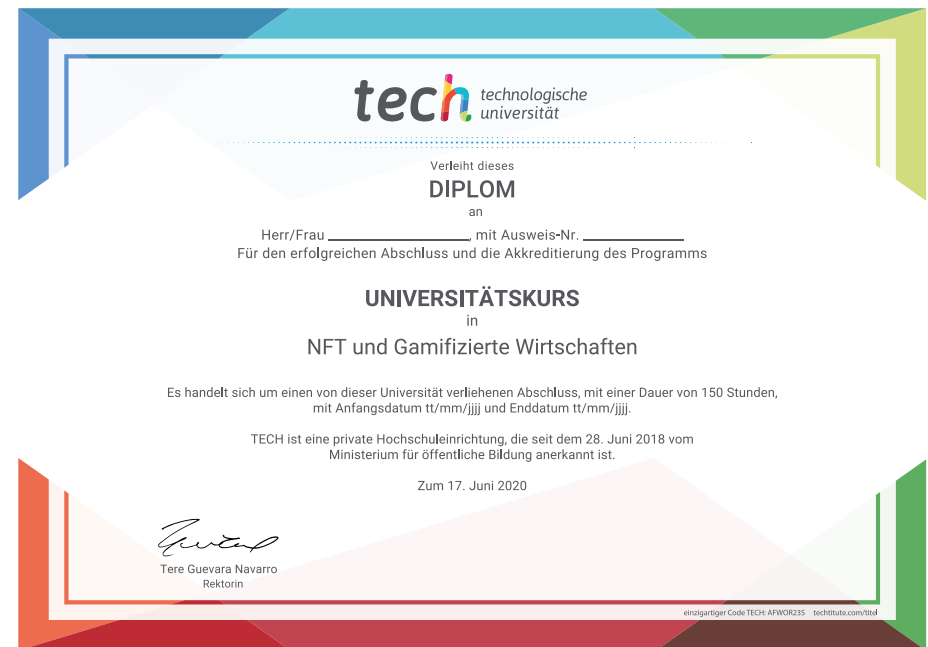 tech technologische
universität
Verleiht dieses
DIPLOM
an
Herr/Frau ____________________, mit Ausweis-Nr. ______________
Für den erfolgreichen Abschluss und die Akkreditierung des Programms
UNIVERSITÄTSKURS
in
NFT und Gamifizierte Wirtschaften
Es handelt sich um einen von dieser Universität verliehenen Abschluss, mit einer Dauer von 150 Stunden,
mit Anfangsdatum tt/mm/jjjj und Enddatum tt/mm/jjjj.
TECH ist eine private Hochschuleinrichtung, die seit dem 28. Juni 2018 vom
Ministerium für öffentliche Bildung anerkannt ist.
Zum 17. Juni 2020
Tere Guevara Navarro
Rektorin
einzigartiger Code TECH: AFWOR23S techtitute.com/titel